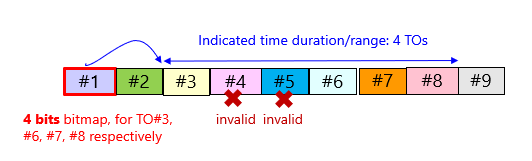 Indicated time duration/range: 4 TOs
#1 #2 #3 #4 #5 #6 #7 #8 #9
4 bits bitmap, for TO#3, invalid invalid
#6, #7, #8 respectively